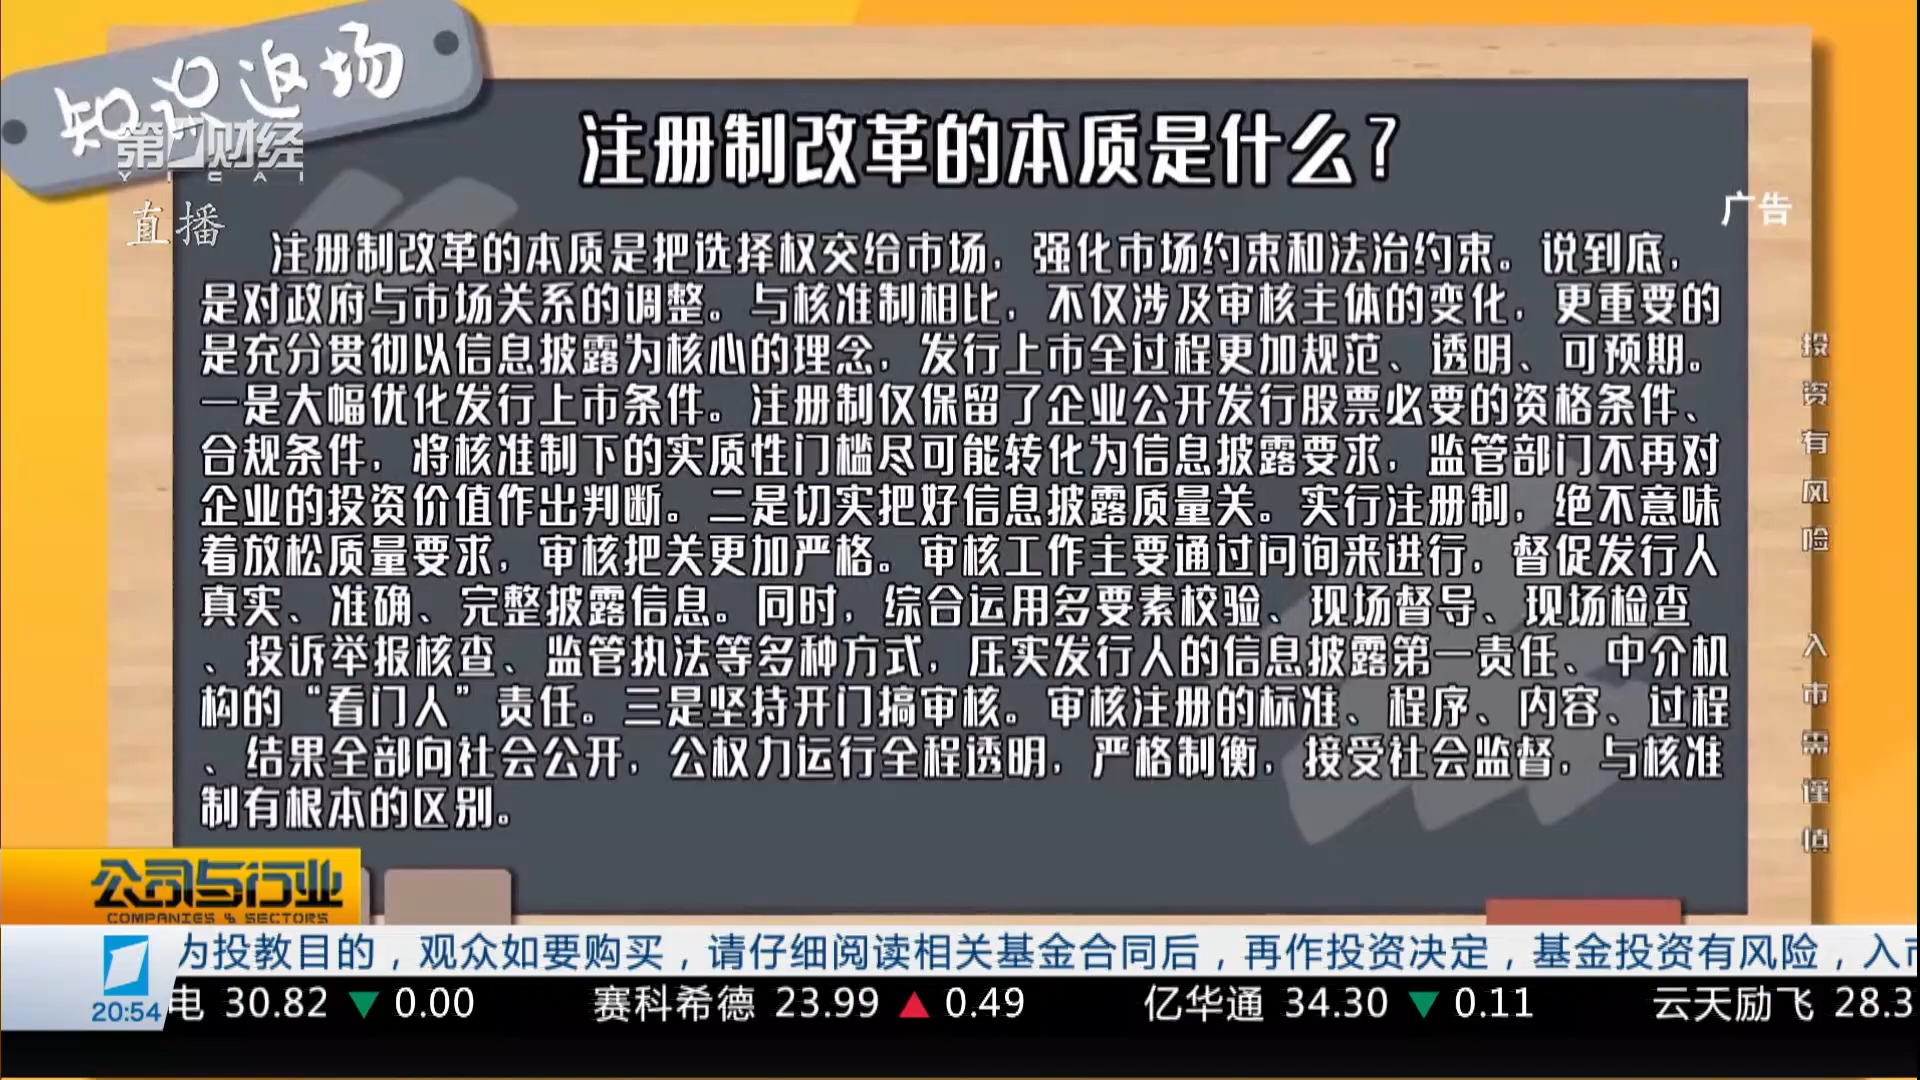 知识返场
第一财经
YICAI
直播
广告
注册制改革的本质是什么？
注册制改革的本质是把选择权交给市场，强化市场约束和法治约束。说到底，
是对政府与市场关系的调整。与核准制相比，不仅涉及审核主体的变化，更重要的
是充分贯彻以信息披露为核心的理念，发行上市全过程更加规范、透明、可预期。
一是大幅优化发行上市条件。注册制仅保留了企业公开发行股票必要的资格条件、
合规条件，将核准制下的实质性门槛尽可能转化为信息披露要求，监管部门不再对
企业的投资价值作出判断。二是切实把好信息披露质量关。实行注册制，绝不意味
着放松质量要求，审核把关更加严格。审核工作主要通过问询来进行，督促发行人
真实、准确、完整披露信息。同时，综合运用多要素校验、现场督导、现场检查
、投诉举报核查、监管执法等多种方式，压实发行人的信息披露第一责任、中介机
构的“看门人”责任。三是坚持开门搞审核。审核注册的标准、程序、内容、过程
、结果全部向社会公开，公权力运行全程透明，严格制衡，接受社会监督，与核准
制有根本的区别。
投资有风险 入市需谨慎
公司与行业
COMPANIES & SECTORS
为投教目的，观众如要购买，请仔细阅读相关基金合同后，再作投资决定，基金投资有风险，入市
20:54
电 30.82 ▼ 0.00 赛科希德 23.99 ▲ 0.49 亿华通 34.30 ▼ 0.11 云天励飞 28.3